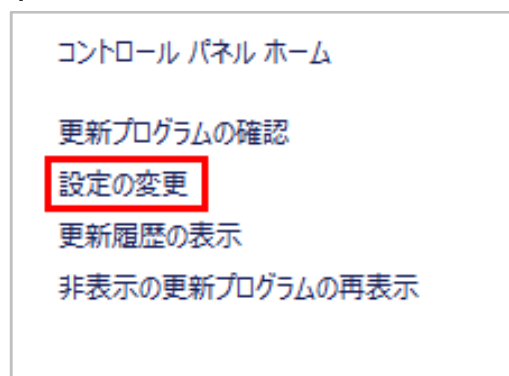 コントロール パネル ホーム
更新プログラムの確認
設定の変更
更新履歴の表示
非表示の更新プログラムの再表示